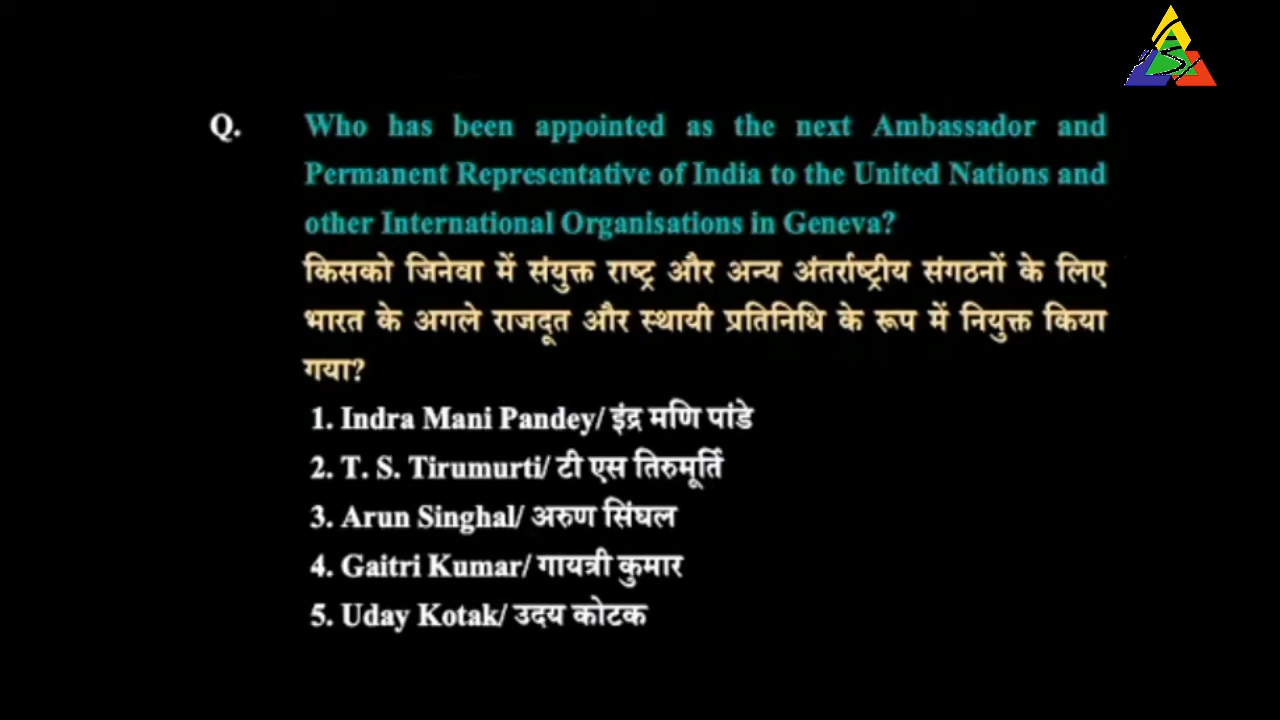 Q. Who has been appointed as the next Ambassador and
Permanent Representative of India to the United Nations and
other International Organisations in Geneva?
किसको जिनेवा में संयुक्त राष्ट्र और अन्य अंतर्राष्ट्रीय संगठनों के लिए
भारत के अगले राजदूत और स्थायी प्रतिनिधि के रूप में नियुक्त किया
गया?
1. Indra Mani Pandey/ इंद्र मणि पांडे
2. T. S. Tirumurti/ टी एस तिरुमूर्ति
3. Arun Singhal/ अरुण सिंघल
4. Gaitri Kumar/ गायत्री कुमार
5. Uday Kotak/ उदय कोटक